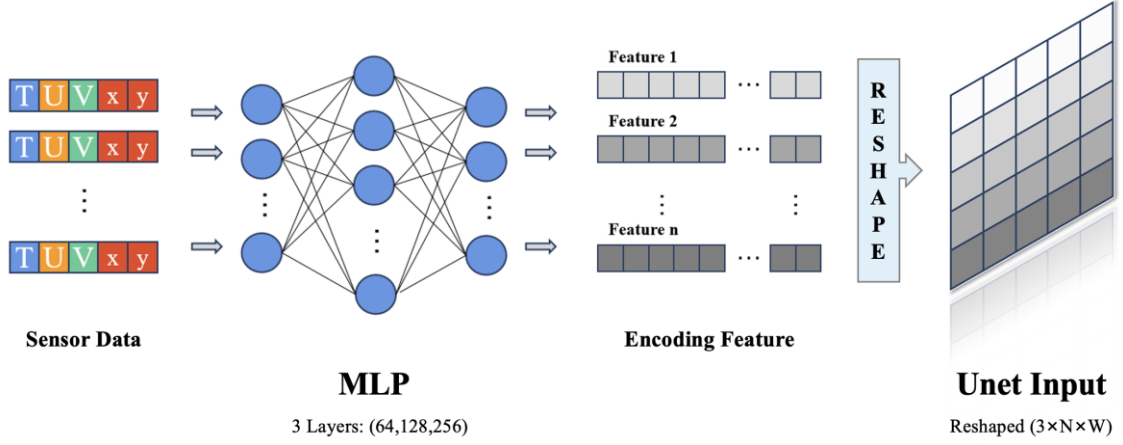 T U V x y
T U V x y
⋮
T U V x y
Sensor Data
MLP
3 Layers: (64,128,256)
Feature 1
...
Feature 2
...
Feature n
...
Encoding Feature
RESHAPE
Unet Input
Reshaped (3×N×W)